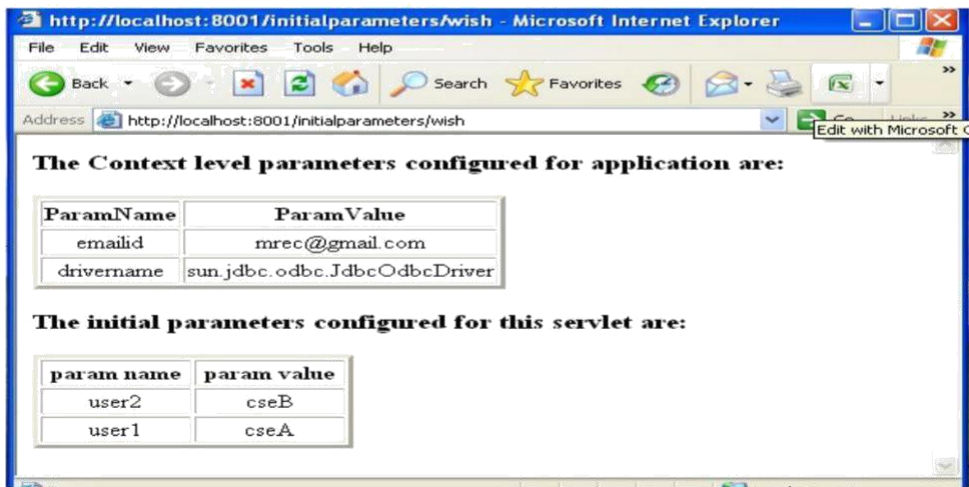 http://localhost:8001/initialparameters/wish - Microsoft Internet Explorer
File Edit View Favorites Tools Help
Back Search Favorites
Address http://localhost:8001/initialparameters/wish
Edit with Microsoft
The Context level parameters configured for application are:
ParamName ParamValue
emailid mrec@gmail.com
drivername sun.jdbc.odbc.JdbcOdbcDriver
The initial parameters configured for this servlet are:
param name param value
user2 cseB
user1 cseA